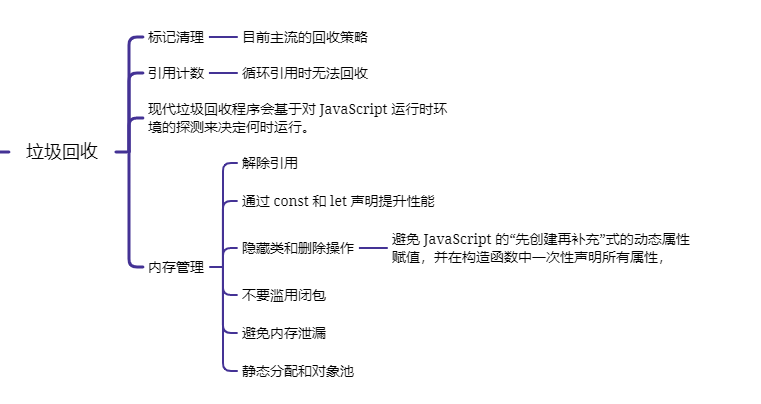 标记清理
目前主流的回收策略
引用计数
循环引用时无法回收
现代垃圾回收程序会基于对 JavaScript 运行时环
境的探测来决定何时运行。
垃圾回收
解除引用
通过 const 和 let 声明提升性能
隐藏类和删除操作
避免 JavaScript 的“先创建再补充”式的动态属性
赋值，并在构造函数中一次性声明所有属性，
内存管理
不要滥用闭包
避免内存泄漏
静态分配和对象池